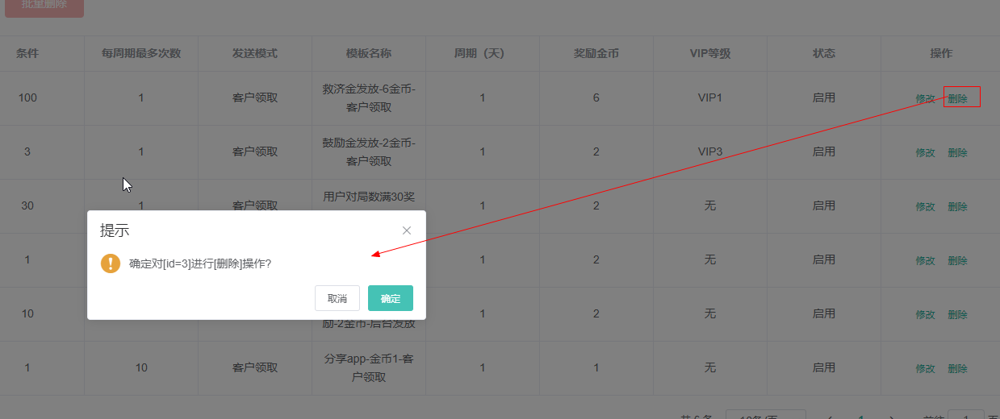 批量删除
条件 每周期最多次数 发送模式 模板名称 周期（天） 奖励金币 VIP等级 状态 操作
100 1 客户领取 救济金发放-6金币- 1 6 VIP1 启用 修改 删除
客户领取
3 1 客户领取 鼓励金发放-2金币- 1 2 VIP3 启用 修改 删除
客户领取
30 1 客户领取 用户对局数满30奖 1 2 无 启用 修改 删除
提示
确定对[id=3]进行[删除]操作?
取消 确定
1 1 2 无 启用 修改 删除
10 1 2 无 启用 修改 删除
励-2金币-后台发放
1 10 客户领取 分享app-金币1-客 1 1 无 启用 修改 删除
户领取
共 6 条 10条/页 1 前往 1 页